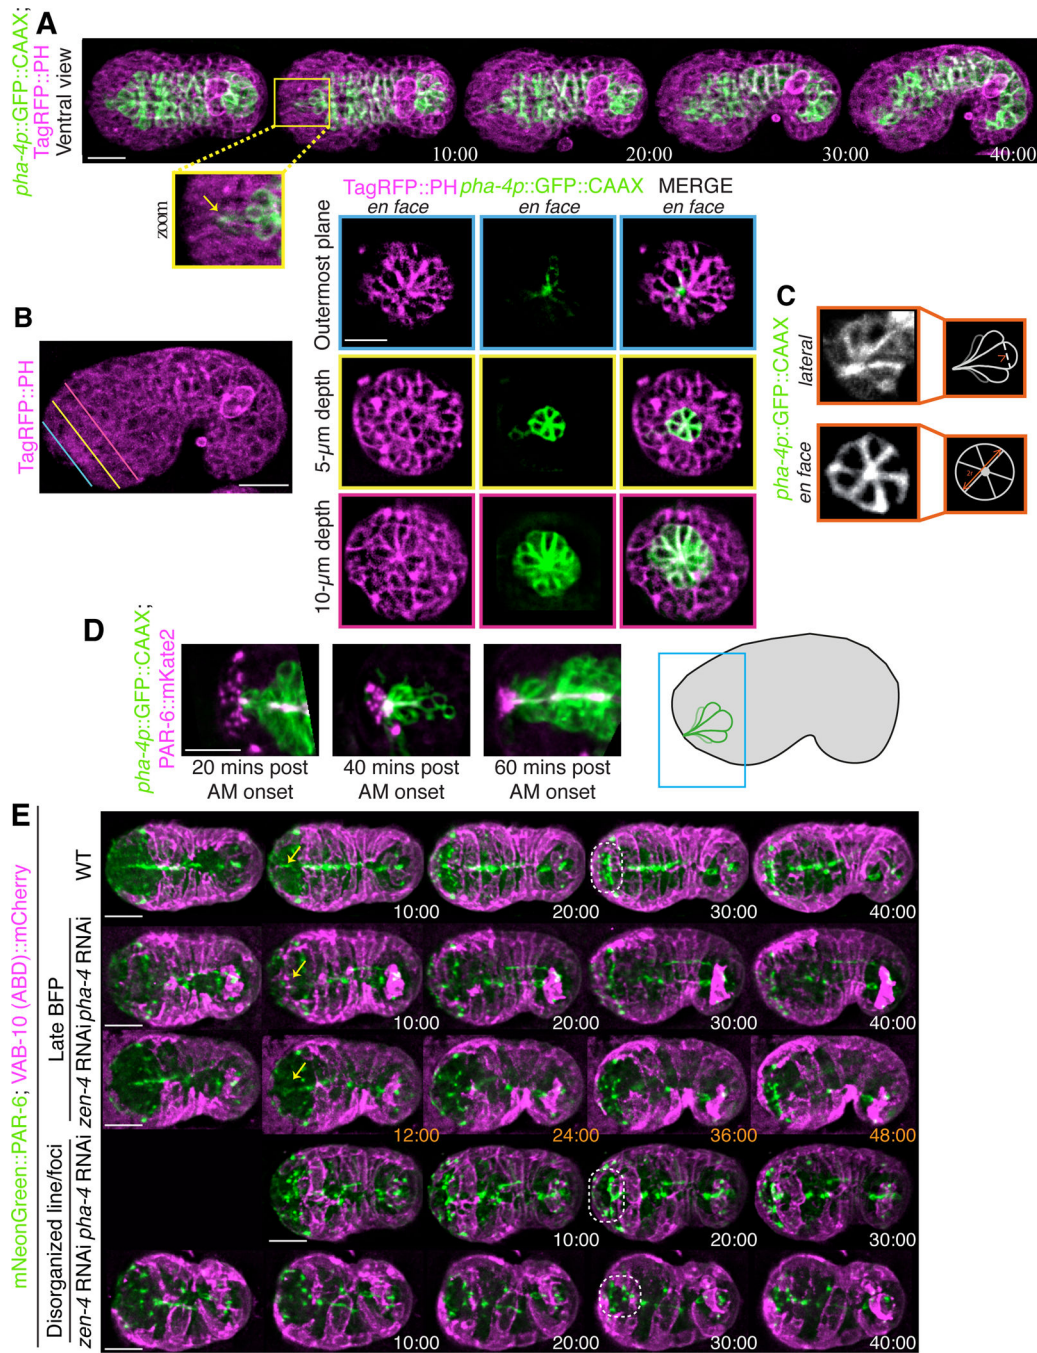 A
pha-4p::GFP::CAAX;
TagRFP::PH
Ventral view
10:00
20:00
30:00
40:00
zoom
TagRFP::PH pha-4p::GFP::CAAX MERGE
en face en face en face
Outermost plane
5-µm depth
10-µm depth
B
TagRFP::PH
C
pha-4p::GFP::CAAX
lateral
en face
D
pha-4p::GFP::CAAX;
PAR-6::mKate2
20 mins post
AM onset
40 mins post
AM onset
60 mins post
AM onset
E
mNeonGreen::PAR-6; VAB-10 (ABD)::mCherry
WT
10:00
20:00
30:00
40:00
Late BFP
pha-4 RNAi
10:00
20:00
30:00
40:00
zen-4 RNAi
12:00
24:00
36:00
48:00
Disorganized line/foci
pha-4 RNAi
10:00
20:00
30:00
zen-4 RNAi
10:00
20:00
30:00
40:00